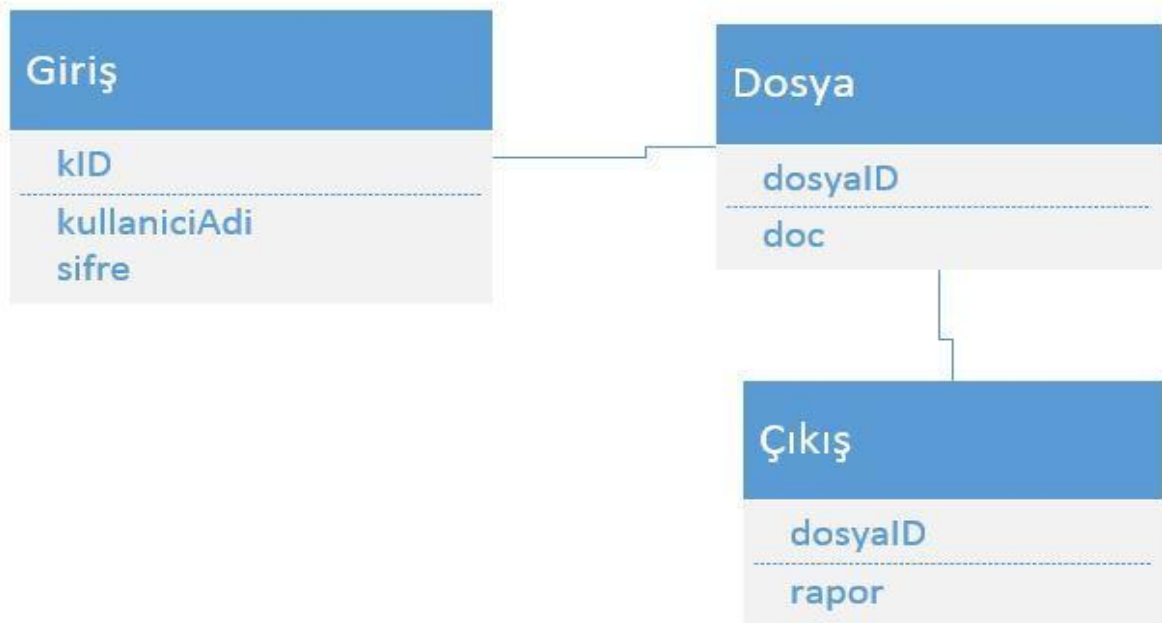 Giriş
kID
kullaniciAdi
sifre
Dosya
dosyaID
doc
Çıkış
dosyaID
rapor